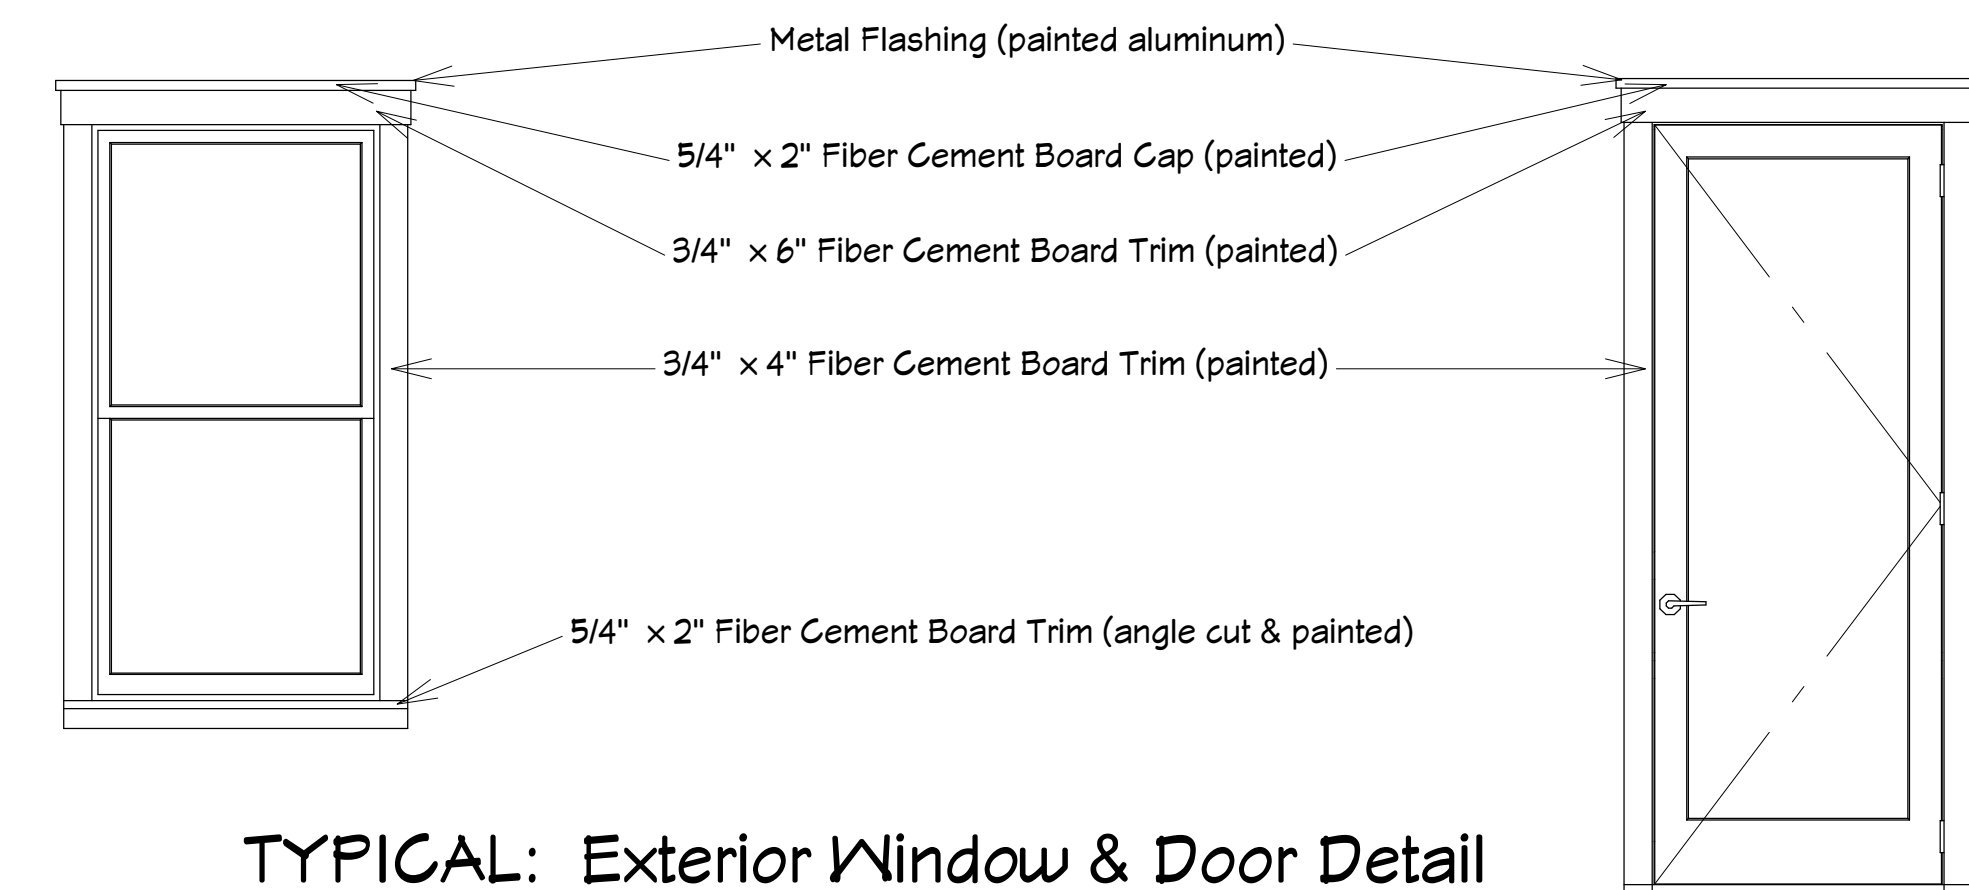 Metal Flashing (painted aluminum)
5/4" x 2" Fiber Cement Board Cap (painted)
3/4" x 6" Fiber Cement Board Trim (painted)
3/4" x 4" Fiber Cement Board Trim (painted)
5/4" x 2" Fiber Cement Board Trim (angle cut & painted)
TYPICAL: Exterior Window & Door Detail